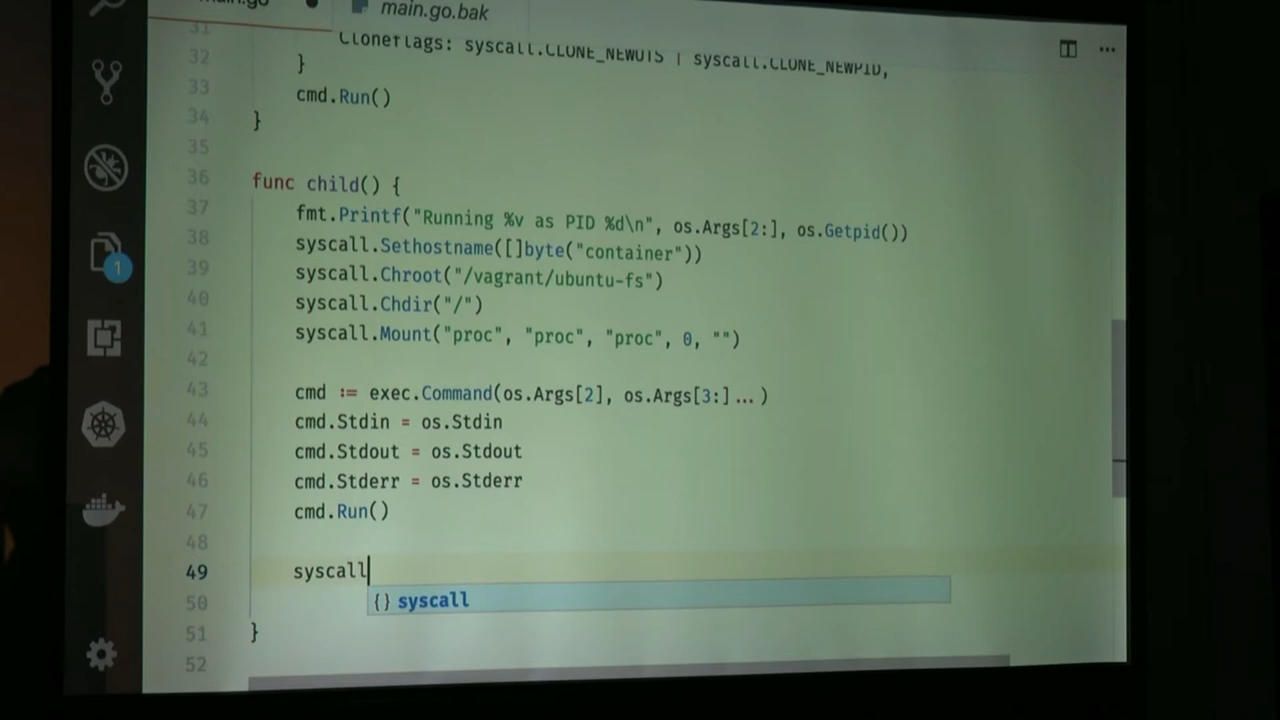 main.go main.go.bak
31 Cloneflags: syscall.CLONE_NEWUTS | syscall.CLONE_NEWPID,
32 }
33 cmd.Run()
34 }
35
36 func child() {
37 fmt.Printf("Running %v as PID %d\n", os.Args[2:], os.Getpid())
38 syscall.Sethostname([]byte("container"))
39 syscall.Chroot("/vagrant/ubuntu-fs")
40 syscall.Chdir("/")
41 syscall.Mount("proc", "proc", "proc", 0, "")
42
43 cmd := exec.Command(os.Args[2], os.Args[3:]...)
44 cmd.Stdin = os.Stdin
45 cmd.Stdout = os.Stdout
46 cmd.Stderr = os.Stderr
47 cmd.Run()
48
49 syscall
50 {} syscall
51 }
52
1